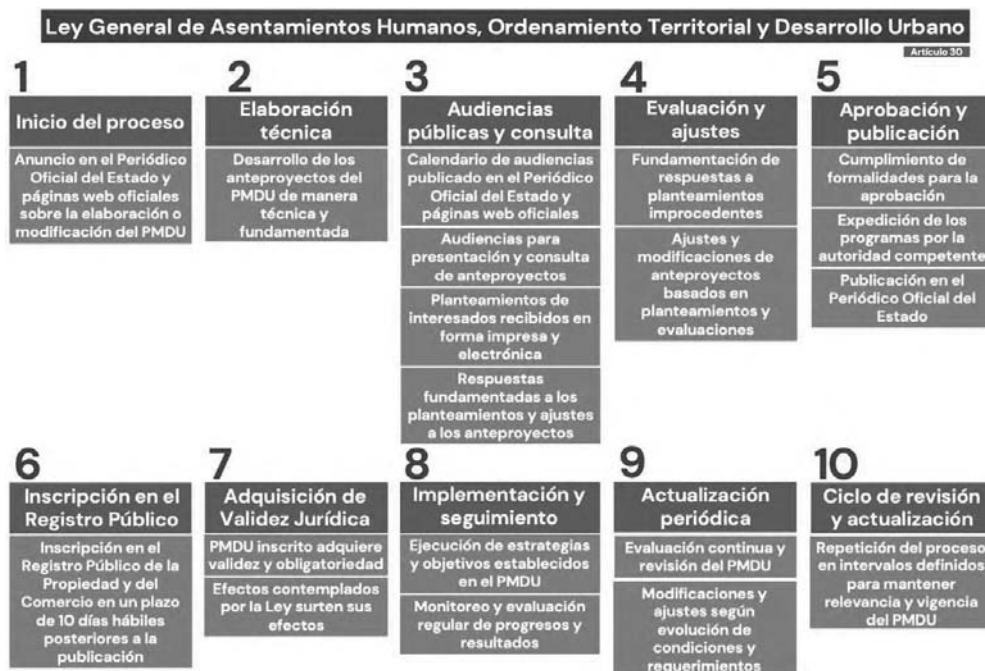 Ley General de Asentamientos Humanos, Ordenamiento Territorial y Desarrollo Urbano
Artículo 30
1
Inicio del proceso
Anuncio en el Periódico
Oficial del Estado y
páginas web oficiales
sobre la elaboración o
modificación del PMDU
2
Elaboración
técnica
Desarrollo de los
anteproyectos del
PMDU de manera
técnica y
fundamentada
3
Audiencias
públicas y consulta
Calendario de audiencias
publicado en el Periódico
Oficial del Estado y
páginas web oficiales
Audiencias para
presentación y consulta
de anteproyectos
Planteamientos de
interesados recibidos en
forma impresa y
electrónica
Respuestas
fundamentadas a los
planteamientos y ajustes
a los anteproyectos
4
Evaluación y
ajustes
Fundamentación de
respuestas a
planteamientos
improcedentes
Ajustes y
modificaciones de
anteproyectos
basados en
planteamientos y
evaluaciones
5
Aprobación y
publicación
Cumplimiento de
formalidades para la
aprobación
Expedición de los
programas por la
autoridad competente
Publicación en el
Periódico Oficial del
Estado
6
Inscripción en el
Registro Público
Inscripción en el
Registro Público de la
Propiedad y del
Comercio en un plazo
de 10 días hábiles
posteriores a la
publicación
7
Adquisición de
Validez Jurídica
PMDU inscrito adquiere
validez y obligatoriedad
Efectos contemplados
por la Ley surten sus
efectos
8
Implementación y
seguimiento
Ejecución de estrategias
y objetivos establecidos
en el PMDU
Monitoreo y evaluación
regular de progresos y
resultados
9
Actualización
periódica
Evaluación continua y
revisión del PMDU
Modificaciones y
ajustes según
evolución de
condiciones y
requerimientos
10
Ciclo de revisión
y actualización
Repetición del proceso
en intervalos definidos
para mantener
relevancia y vigencia
del PMDU